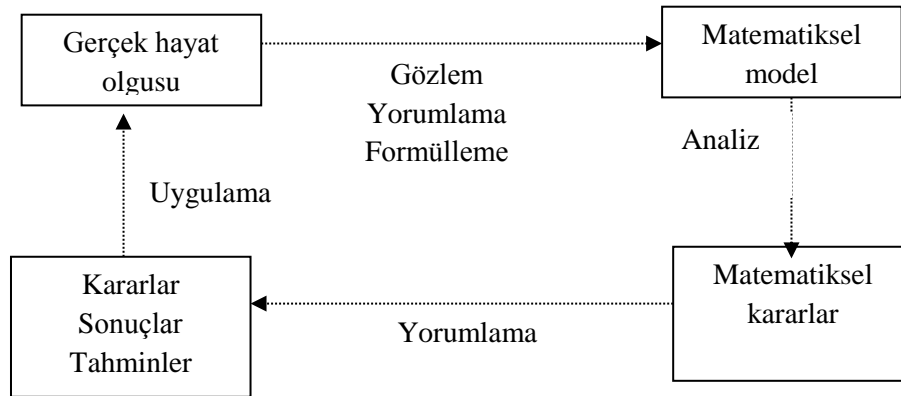 Gerçek hayat
olgusu
Gözlem
Yorumlama
Formülleme
Matematiksel
model
Analiz
Uygulama
Kararlar
Sonuçlar
Tahminler
Yorumlama
Matematiksel
kararlar